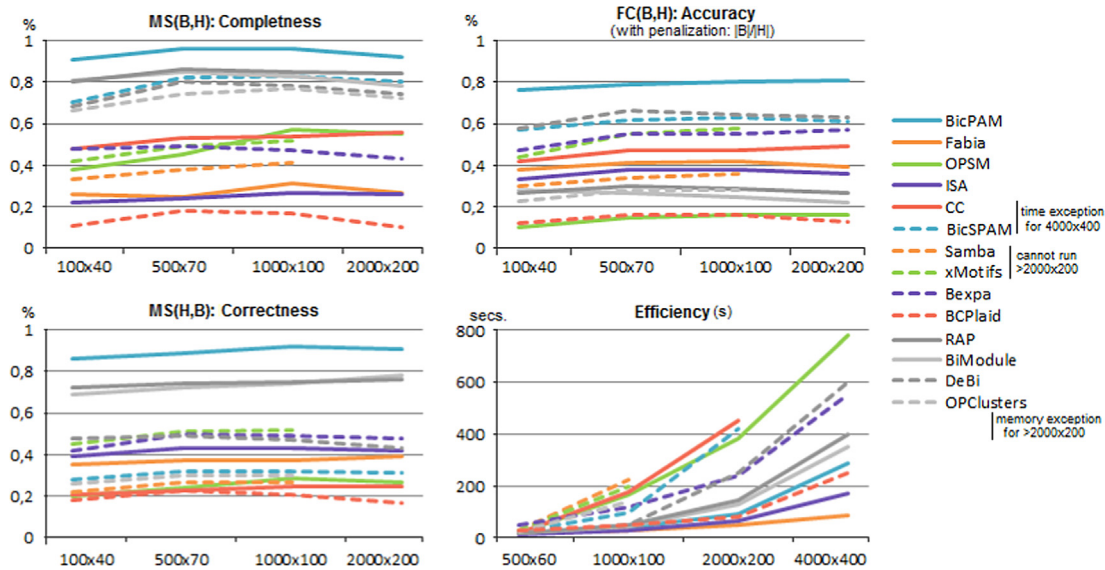 MS(B,H): Completness
%
1
0,8
0,6
0,4
0,2
0
100x40 500x70 1000x100 2000x200
FC(B,H): Accuracy
(with penalization: |B|/|H|)
%
1
0,8
0,6
0,4
0,2
0
100x40 500x70 1000x100 2000x200
MS(H,B): Correctness
%
1
0,8
0,6
0,4
0,2
0
100x40 500x70 1000x100 2000x200
Efficiency (s)
secs.
800
600
400
200
0
500x60 1000x100 2000x200 4000x400
BicPAM
Fabia
OPSM
ISA
CC
BicSPAM
time exception
for 4000x400
Samba
xMotifs
cannot run
>2000x200
Bexpa
BCPlaid
RAP
BiModule
DeBi
OPClusters
memory exception
for >2000x200